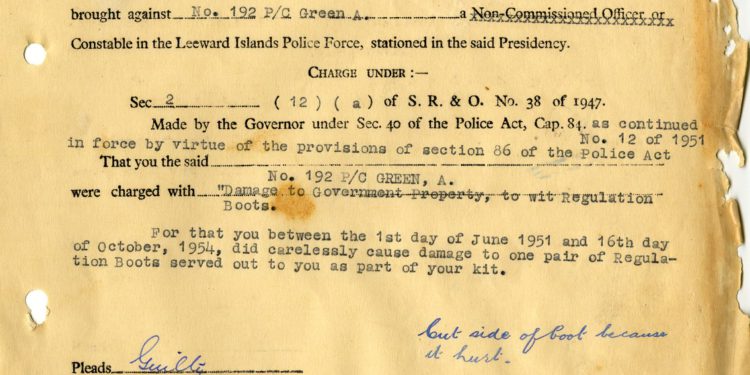 brought against No. 192 P/C Green A. a Non-Commissioned Officer or
Constable in the Leeward Islands Police Force, stationed in the said Presidency.
CHARGE UNDER :—
Sec 2 ( 12 ) ( a ) of S. R. & O. No. 38 of 1947.
Made by the Governor under Sec. 40 of the Police Act, Cap. 84. as continued
in force by virtue of the provisions of section 86 of the Police Act
No. 12 of 1951
That you the said
No. 192 P/C GREEN, A.
were charged with "Damage to Government Property, to wit Regulation
Boots.
For that you between the 1st day of June 1951 and 16th day
of October, 1954, did carelessly cause damage to one pair of Regula-
tion Boots served out to you as part of your kit.
Cut side of boot because
it hurt.
Pleads Guilty